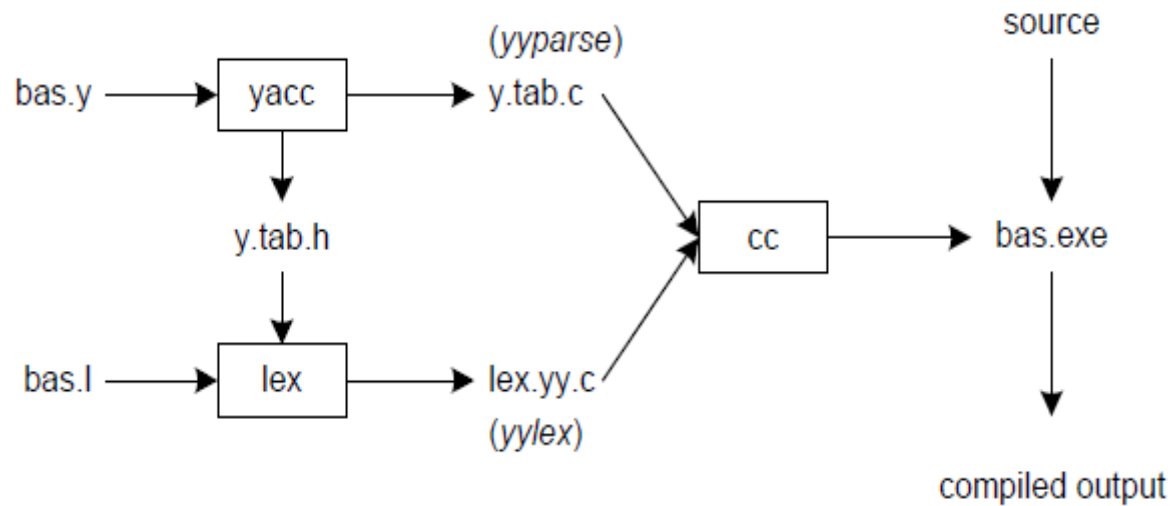 (yyparse)
source
bas.y
yacc
y.tab.c
y.tab.h
cc
bas.exe
bas.l
lex
lex.yy.c
(yylex)
compiled output